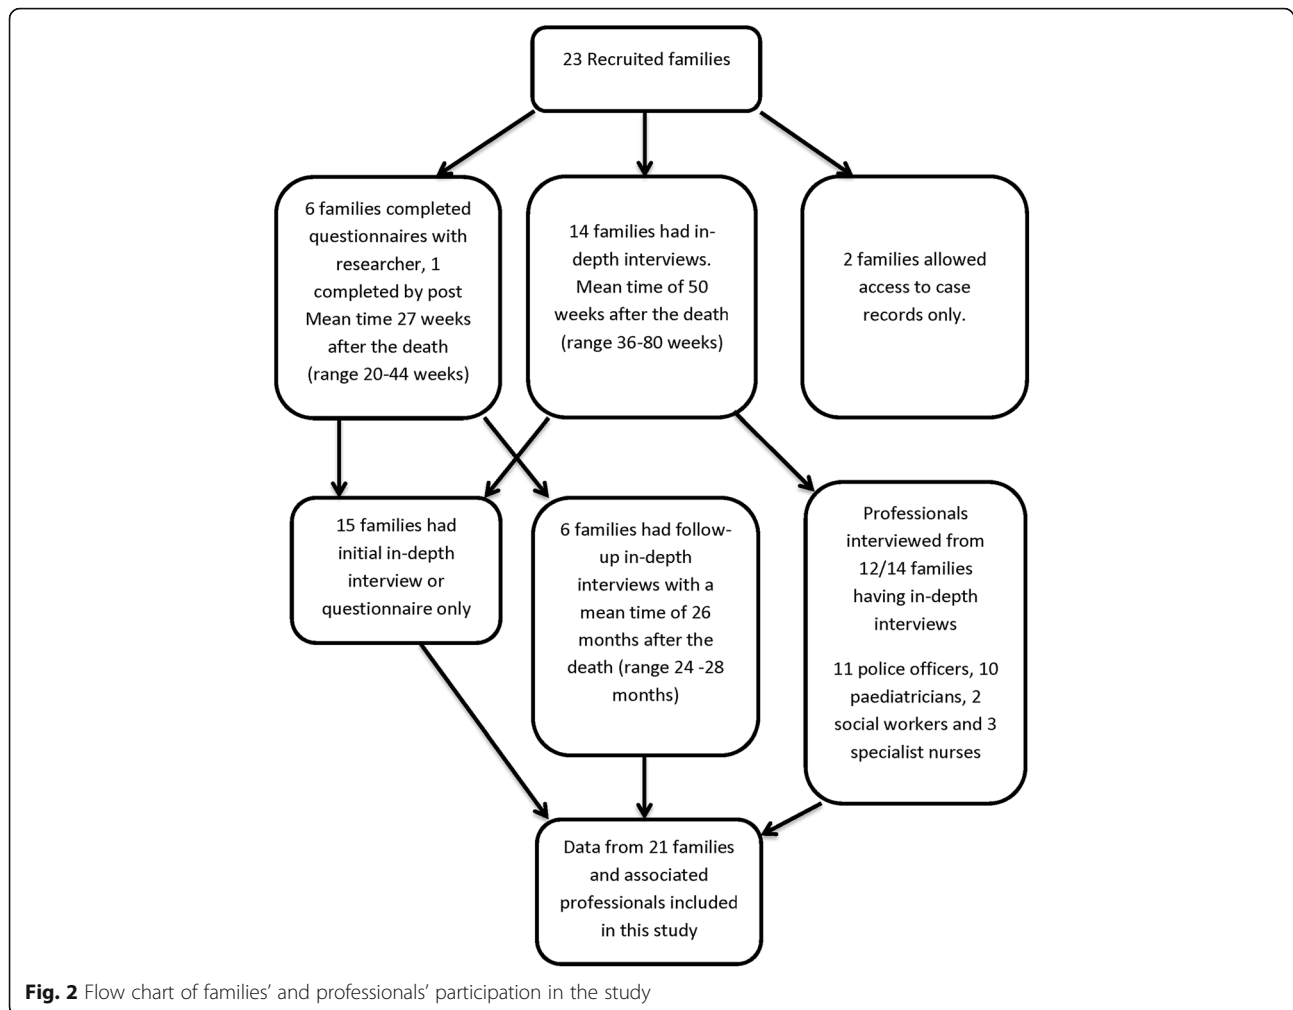 23 Recruited families
6 families completed
questionnaires with
researcher, 1
completed by post
Mean time 27 weeks
after the death
(range 20-44 weeks)
14 families had in-
depth interviews.
Mean time of 50
weeks after the death
(range 36-80 weeks)
2 families allowed
access to case
records only.
15 families had
initial in-depth
interview or
questionnaire only
6 families had follow-
up in-depth
interviews with a
mean time of 26
months after the
death (range 24 -28
months)
Professionals
interviewed from
12/14 families
having in-depth
interviews
11 police officers, 10
paediatricians, 2
social workers and 3
specialist nurses
Data from 21 families
and associated
professionals included
in this study
Fig. 2 Flow chart of families’ and professionals’ participation in the study